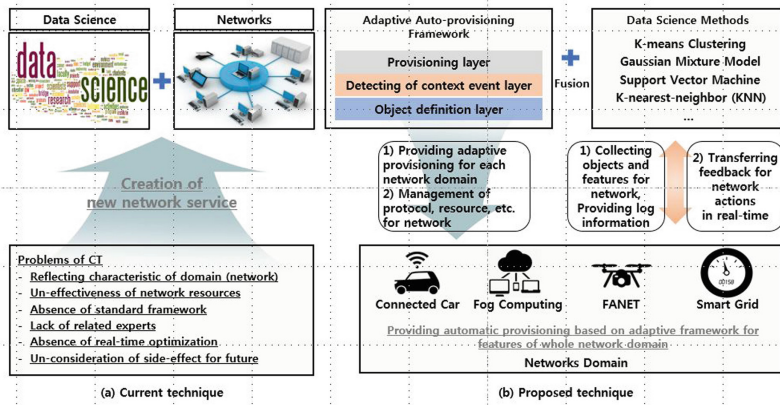 Data Science
Networks
data
science
research
Creation of
new network service
Problems of CT
- Reflecting characteristic of domain (network)
- Un-effectiveness of network resources
- Absence of standard framework
- Lack of related experts
- Absence of real-time optimization
- Un-consideration of side-effect for future
(a) Current technique
Adaptive Auto-provisioning
Framework
Provisioning layer
Detecting of context event layer
Object definition layer
Fusion
Data Science Methods
K-means Clustering
Gaussian Mixture Model
Support Vector Machine
K-nearest-neighbor (KNN)
...
1) Providing adaptive
provisioning for each
network domain
2) Management of
protocol, resource, etc.
for network
1) Collecting
objects and
features for
network,
Providing log
information
2) Transferring
feedback for
network
actions
in real-time
Connected Car
Fog Computing
FANET
Smart Grid
Providing automatic provisioning based on adaptive framework for
features of whole network domain
Networks Domain
(b) Proposed technique